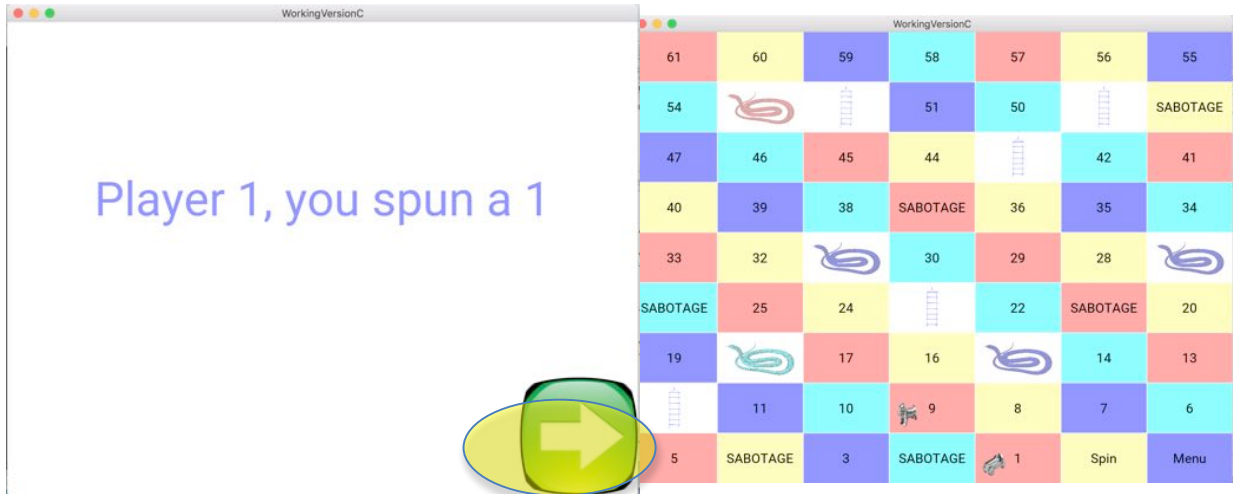 WorkingVersionC
Player 1, you spun a 1
WorkingVersionC
61 60 59 58 57 56 55
54 51 50 SABOTAGE
47 46 45 44 42 41
40 39 38 SABOTAGE 36 35 34
33 32 30 29 28
SABOTAGE 25 24 22 SABOTAGE 20
19 17 16 14 13
11 10 9 8 7 6
5 SABOTAGE 3 SABOTAGE 1 Spin Menu